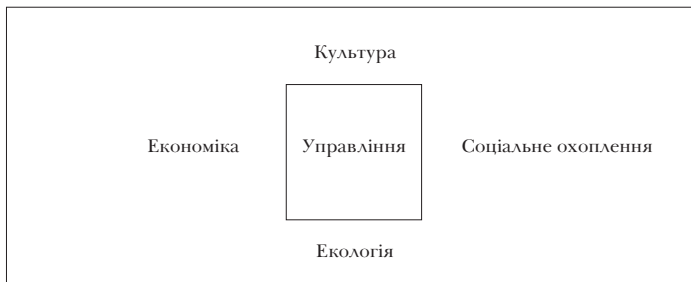 Культура
Економіка Управління Соціальне охоплення
Екологія